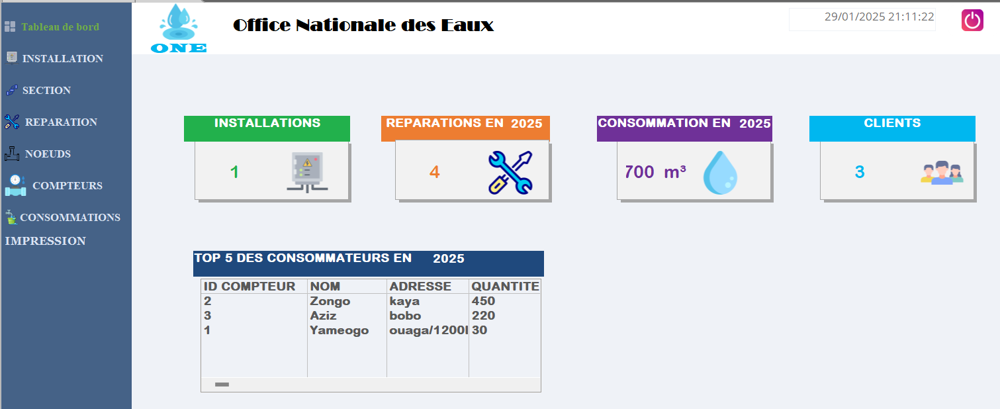 Tableau de bord
INSTALLATION
SECTION
REPARATION
NOEUDS
COMPTEURS
CONSOMMATIONS
IMPRESSION
ONE
Office Nationale des Eaux
29/01/2025 21:11:22
INSTALLATIONS
1
REPARATIONS EN 2025
4
CONSOMMATION EN 2025
700 m³
CLIENTS
3
TOP 5 DES CONSOMMATEURS EN 2025
ID COMPTEUR NOM ADRESSE QUANTITE
2 Zongo kaya 450
3 Aziz bobo 220
1 Yameogo ouaga/1200l 30